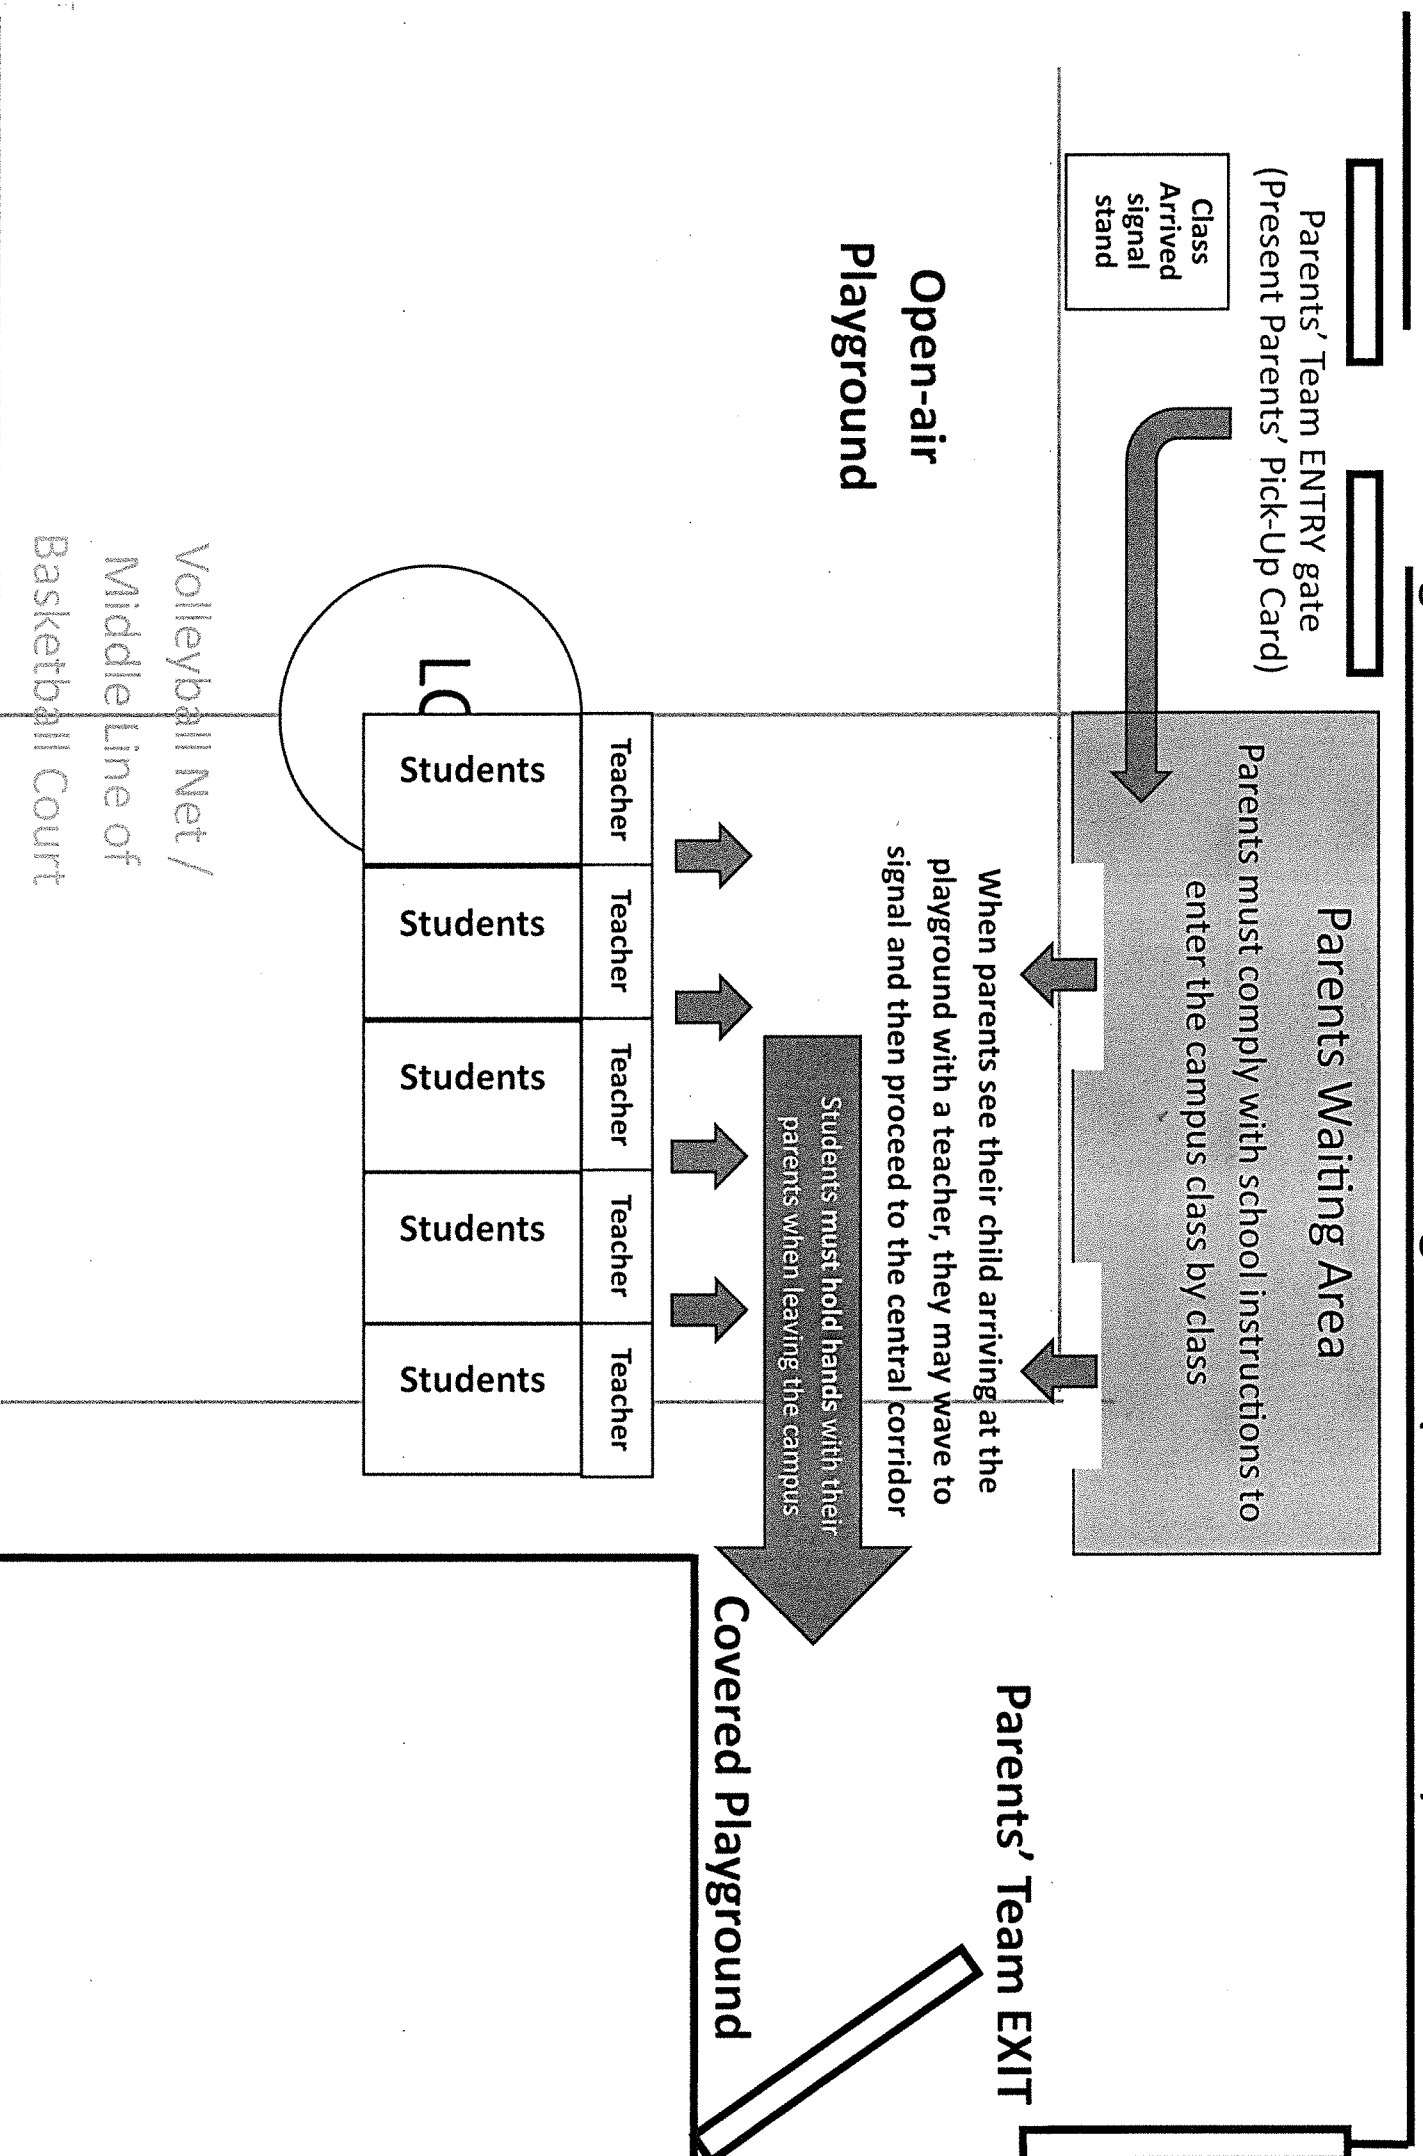 Parents' Team ENTRY gate
(Present Parents' Pick-Up Card)
Class
Arrived
signal
stand
Parents Waiting Area
Parents must comply with school instructions to
enter the campus class by class
When parents see their child arriving at the
playground with a teacher, they may wave to
signal and then proceed to the central corridor
Parents' Team EXIT
Open-air
Playground
Students must hold hands with their
parents when leaving the campus
Covered Playground
Teacher
Teacher
Teacher
Teacher
Teacher
Students
Students
Students
Students
Students
Volleyball Net /
Middle Line of
Basketball Court